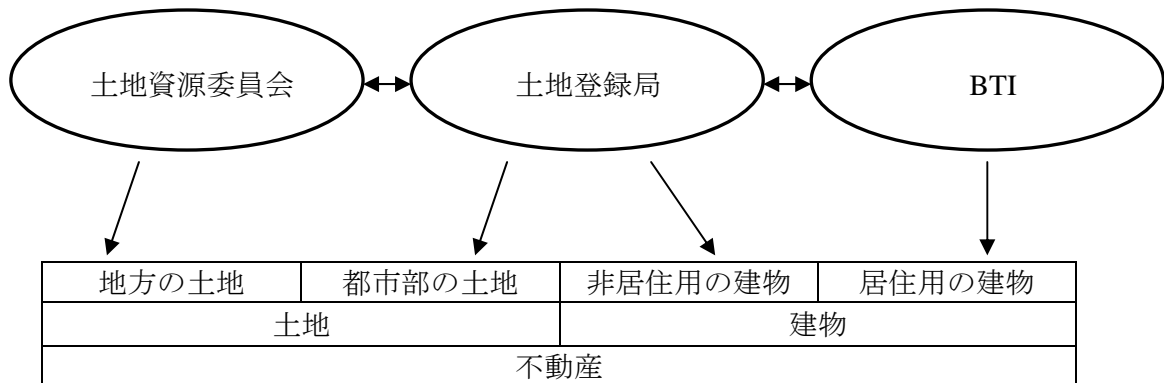 土地資源委員会 土地登録局 BTI
地方の土地 都市部の土地 非居住用の建物 居住用の建物
土地 建物
不動産